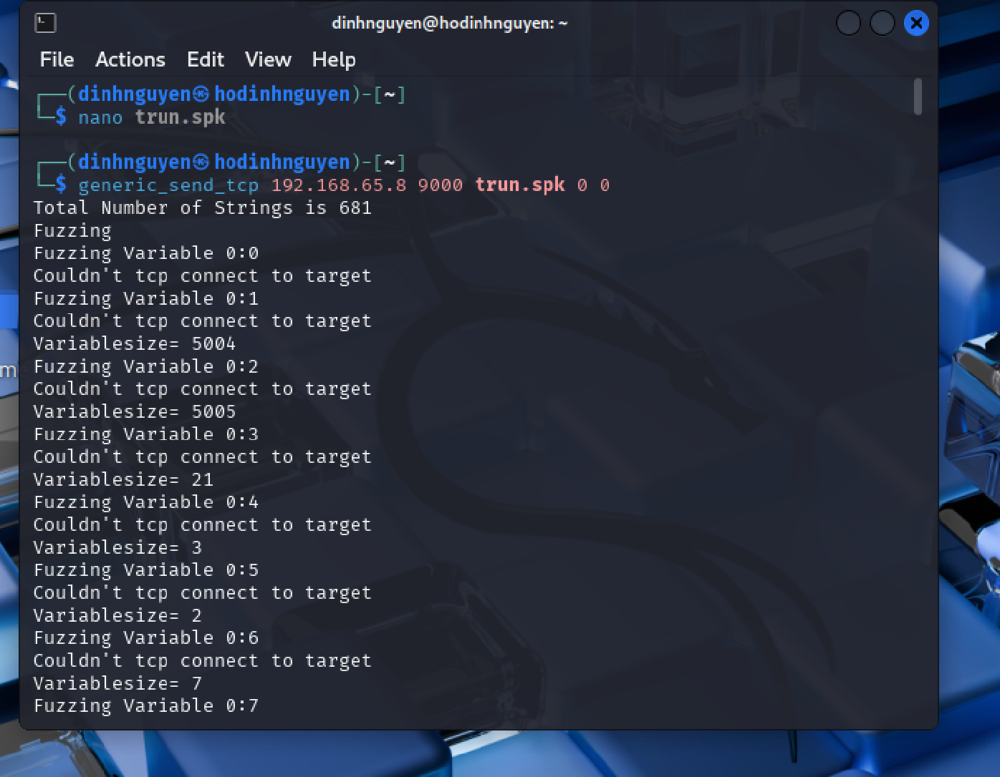 dinhnguyen@hodinhnguyen: ~
File Actions Edit View Help
┌──(dinhnguyen㉿hodinhnguyen)-[~]
└─$ nano trun.spk
┌──(dinhnguyen㉿hodinhnguyen)-[~]
└─$ generic_send_tcp 192.168.65.8 9000 trun.spk 0 0
Total Number of Strings is 681
Fuzzing
Fuzzing Variable 0:0
Couldn't tcp connect to target
Fuzzing Variable 0:1
Couldn't tcp connect to target
Variablesize= 5004
Fuzzing Variable 0:2
Couldn't tcp connect to target
Variablesize= 5005
Fuzzing Variable 0:3
Couldn't tcp connect to target
Variablesize= 21
Fuzzing Variable 0:4
Couldn't tcp connect to target
Variablesize= 3
Fuzzing Variable 0:5
Couldn't tcp connect to target
Variablesize= 2
Fuzzing Variable 0:6
Couldn't tcp connect to target
Variablesize= 7
Fuzzing Variable 0:7